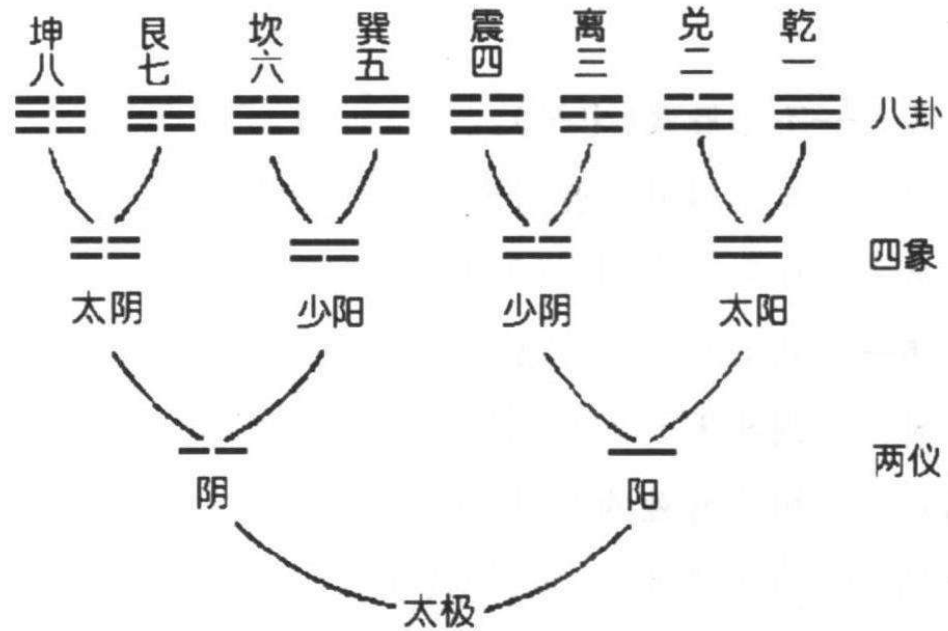 坤八 艮七 坎六 巽五 震四 离三 兑二 乾一
八卦
四象
太阴 少阳 少阴 太阳
两仪
阴 阳
太极